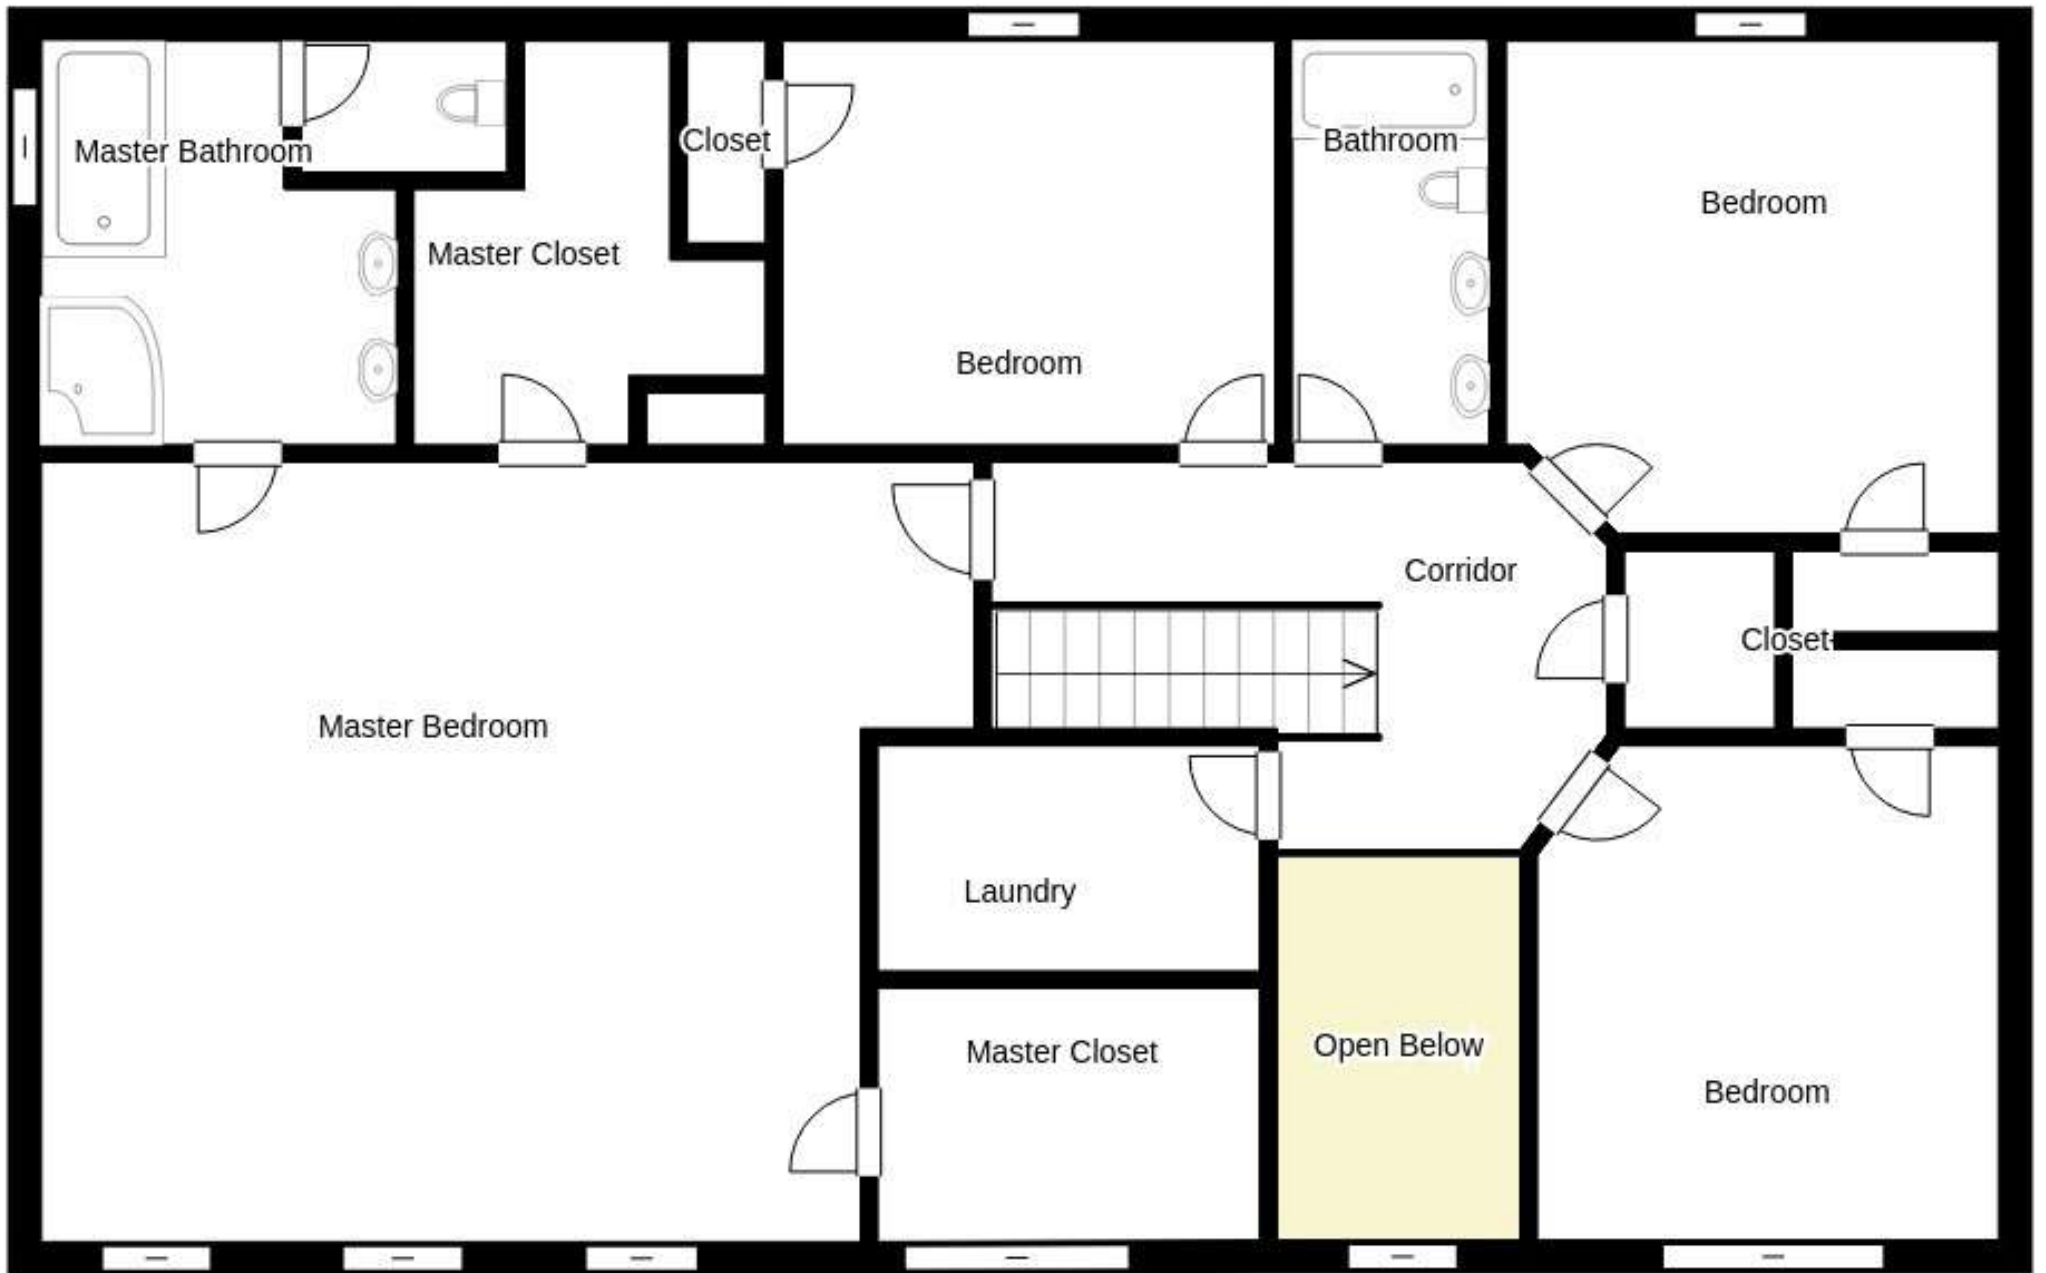 Master Bathroom
Closet
Bathroom
Bedroom
Master Closet
Bedroom
Corridor
Closet
Master Bedroom
Laundry
Master Closet
Open Below
Bedroom